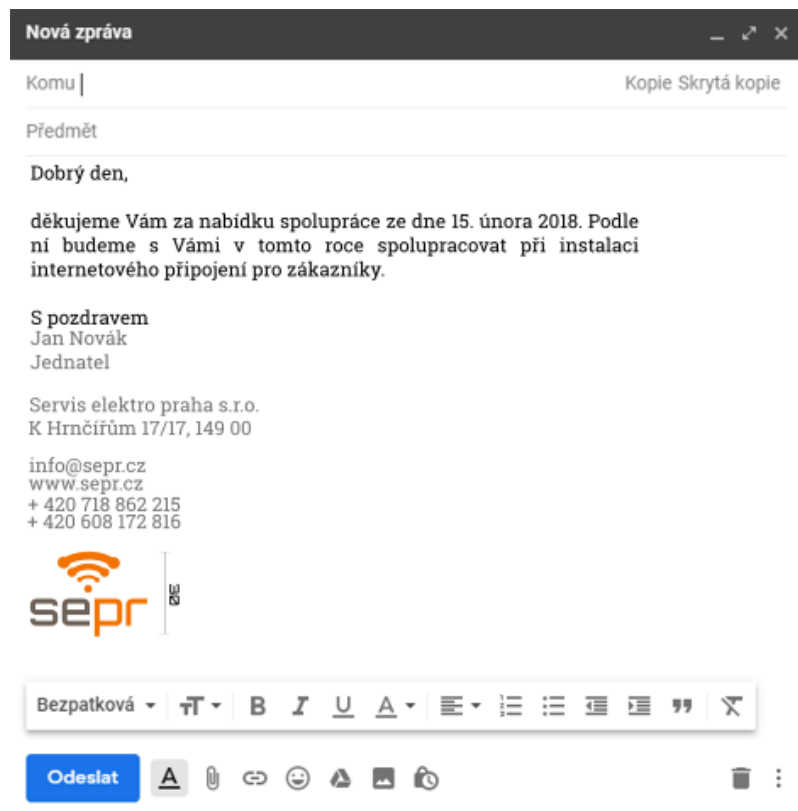 Nová zpráva
Komu
Kopie Skrytá kopie
Předmět
Dobrý den,
děkujeme Vám za nabídku spolupráce ze dne 15. února 2018. Podle
ní budeme s Vámi v tomto roce spolupracovat při instalaci
internetového připojení pro zákazníky.
S pozdravem
Jan Novák
Jednatel
Servis elektro praha s.r.o.
K Hrnčířům 17/17, 149 00
info@sepr.cz
www.sepr.cz
+ 420 718 862 215
+ 420 608 172 816
sepr
30
Bezpatková
Odeslat